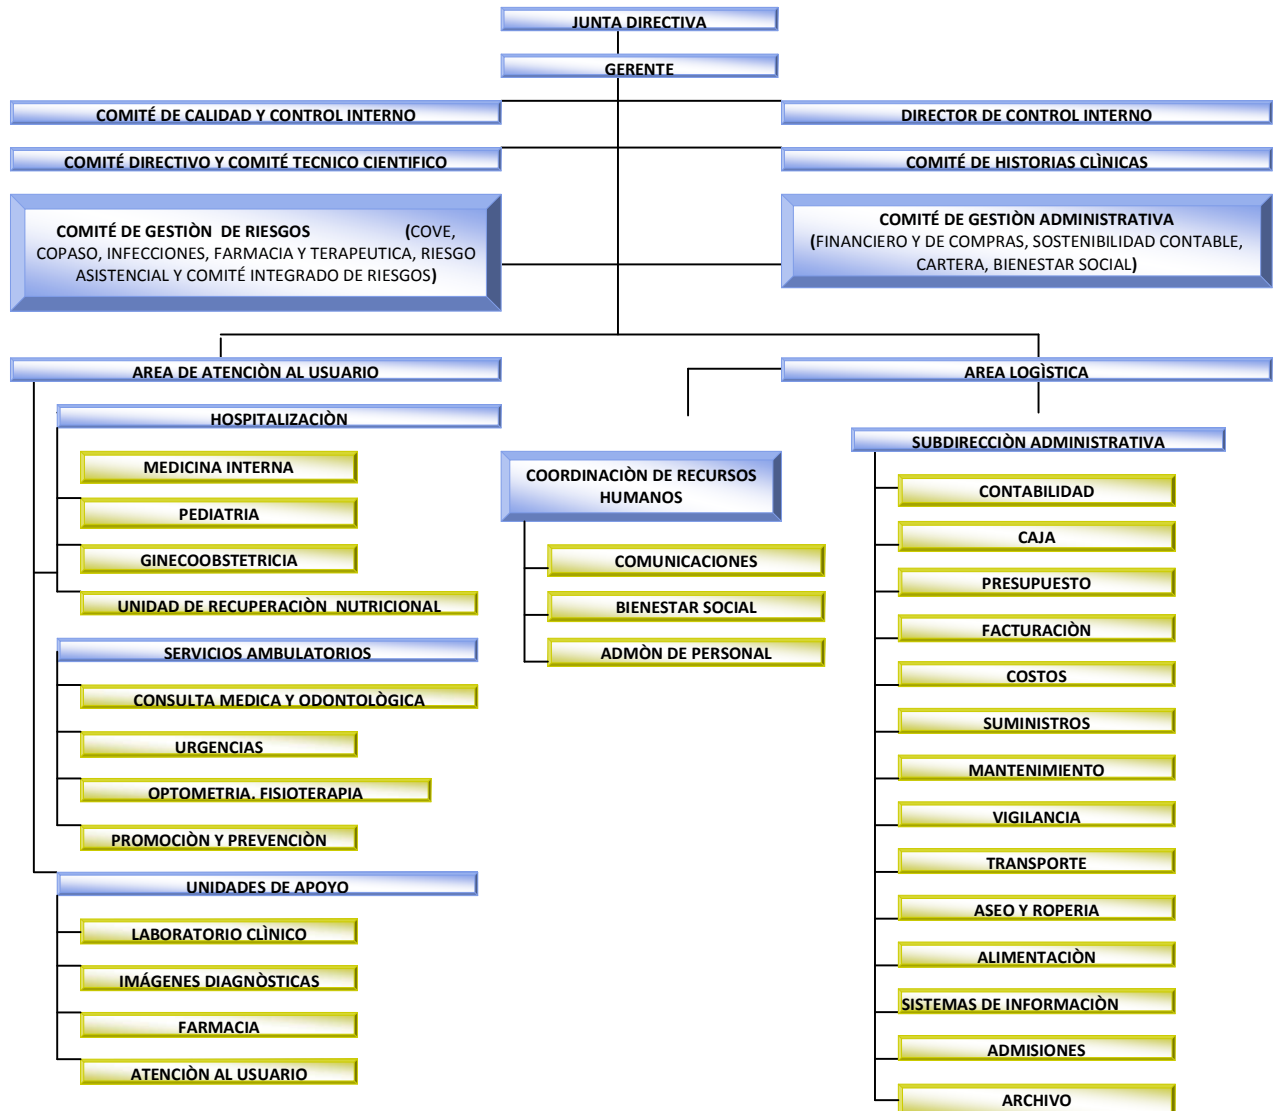 JUNTA DIRECTIVA
GERENTE
COMITÉ DE CALIDAD Y CONTROL INTERNO
DIRECTOR DE CONTROL INTERNO
COMITÉ DIRECTIVO Y COMITÉ TECNICO CIENTIFICO
COMITÉ DE HISTORIAS CLÌNICAS
COMITÉ DE GESTIÒN DE RIESGOS (COVE,
COPASO, INFECCIONES, FARMACIA Y TERAPEUTICA, RIESGO
ASISTENCIAL Y COMITÉ INTEGRADO DE RIESGOS)
COMITÉ DE GESTIÒN ADMINISTRATIVA
(FINANCIERO Y DE COMPRAS, SOSTENIBILIDAD CONTABLE,
CARTERA, BIENESTAR SOCIAL)
AREA DE ATENCIÒN AL USUARIO
HOSPITALIZACIÒN
MEDICINA INTERNA
PEDIATRIA
GINECOOBSTETRICIA
UNIDAD DE RECUPERACIÒN NUTRICIONAL
SERVICIOS AMBULATORIOS
CONSULTA MEDICA Y ODONTOLÒGICA
URGENCIAS
OPTOMETRIA. FISIOTERAPIA
PROMOCIÒN Y PREVENCIÒN
UNIDADES DE APOYO
LABORATORIO CLÌNICO
IMÁGENES DIAGNÒSTICAS
FARMACIA
ATENCIÒN AL USUARIO
AREA LOGÌSTICA
COORDINACIÒN DE RECURSOS
HUMANOS
COMUNICACIONES
BIENESTAR SOCIAL
ADMÒN DE PERSONAL
SUBDIRECCIÒN ADMINISTRATIVA
CONTABILIDAD
CAJA
PRESUPUESTO
FACTURACIÒN
COSTOS
SUMINISTROS
MANTENIMIENTO
VIGILANCIA
TRANSPORTE
ASEO Y ROPERIA
ALIMENTACIÒN
SISTEMAS DE INFORMACIÒN
ADMISIONES
ARCHIVO